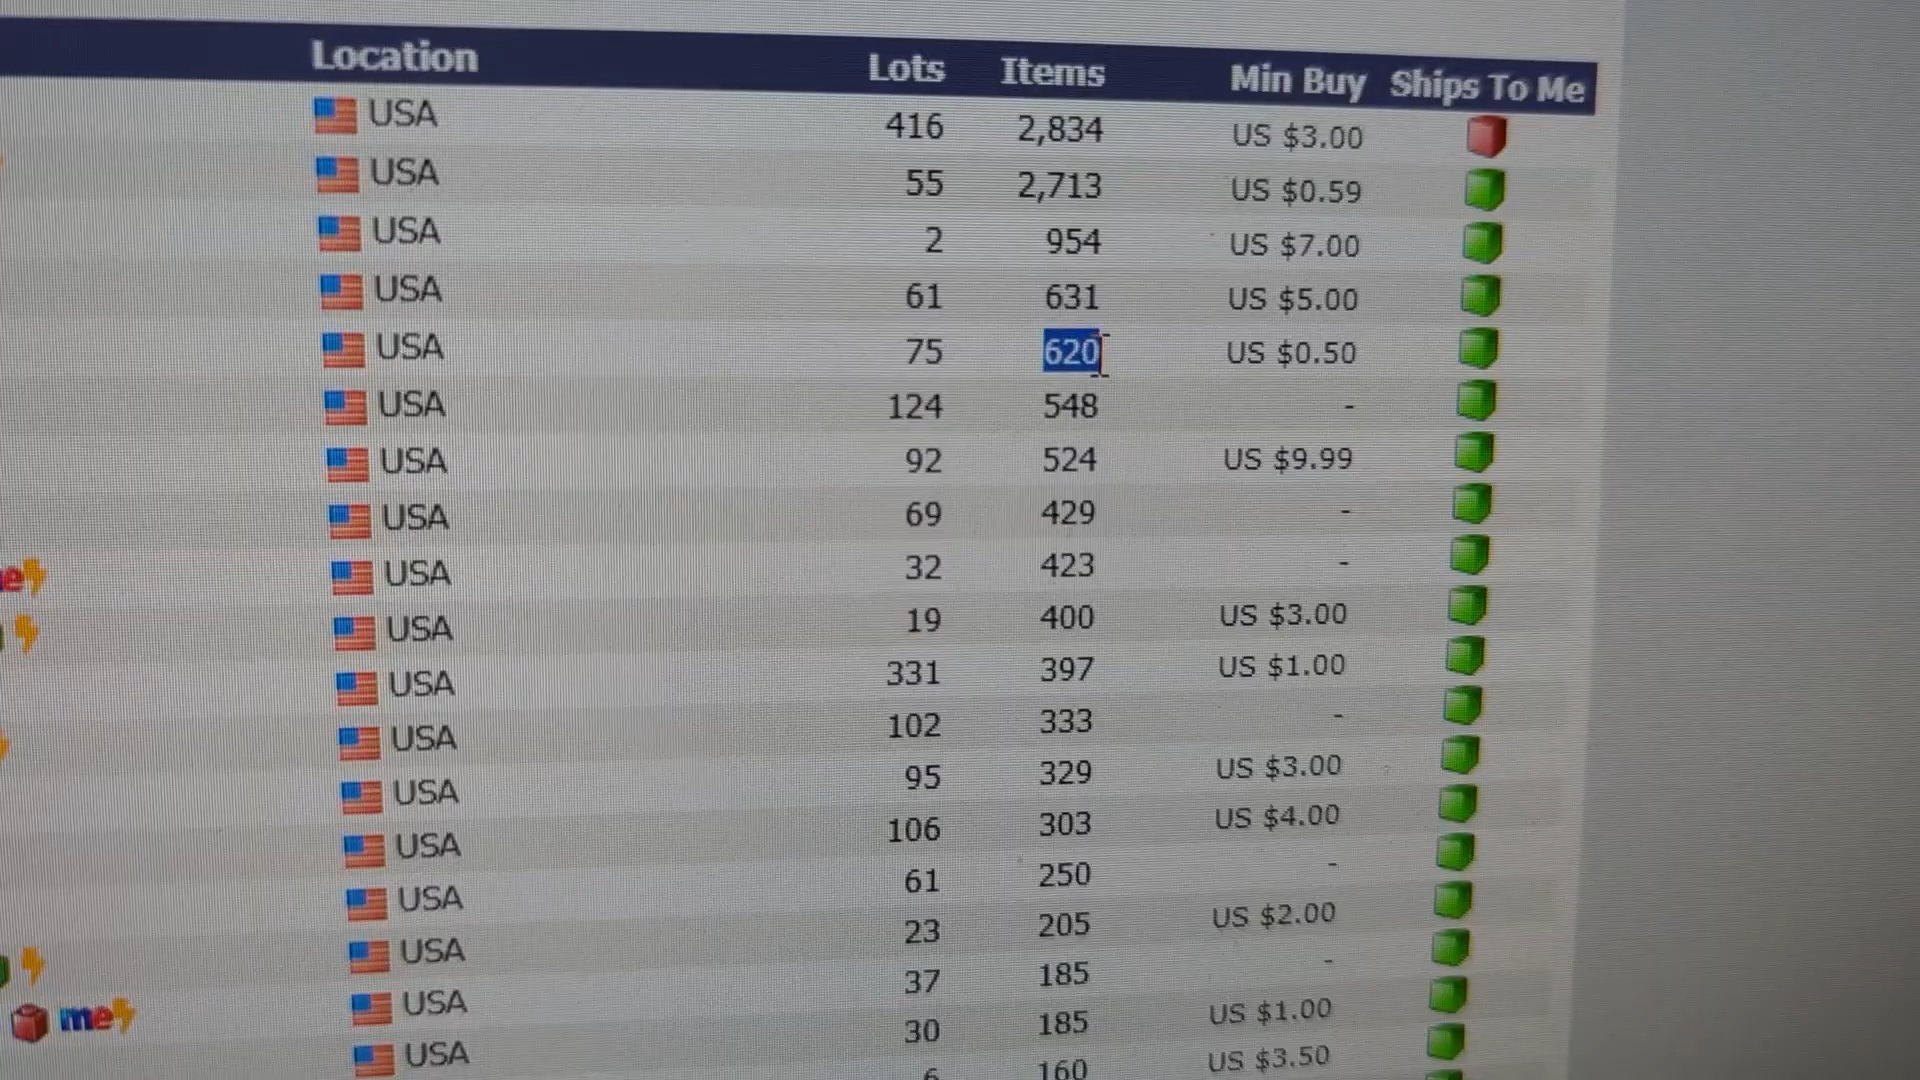 Location Lots Items Min Buy Ships To Me
USA 416 2,834 US $3.00
USA 55 2,713 US $0.59
USA 2 954 US $7.00
USA 61 631 US $5.00
USA 75 620 US $0.50
USA 124 548 -
USA 92 524 US $9.99
USA 69 429 -
USA 32 423 -
USA 19 400 US $3.00
USA 331 397 US $1.00
USA 102 333 -
USA 95 329 US $3.00
USA 106 303 US $4.00
USA 61 250 -
USA 23 205 US $2.00
USA 37 185 -
me USA 30 185 US $1.00
6 160 US $3.50